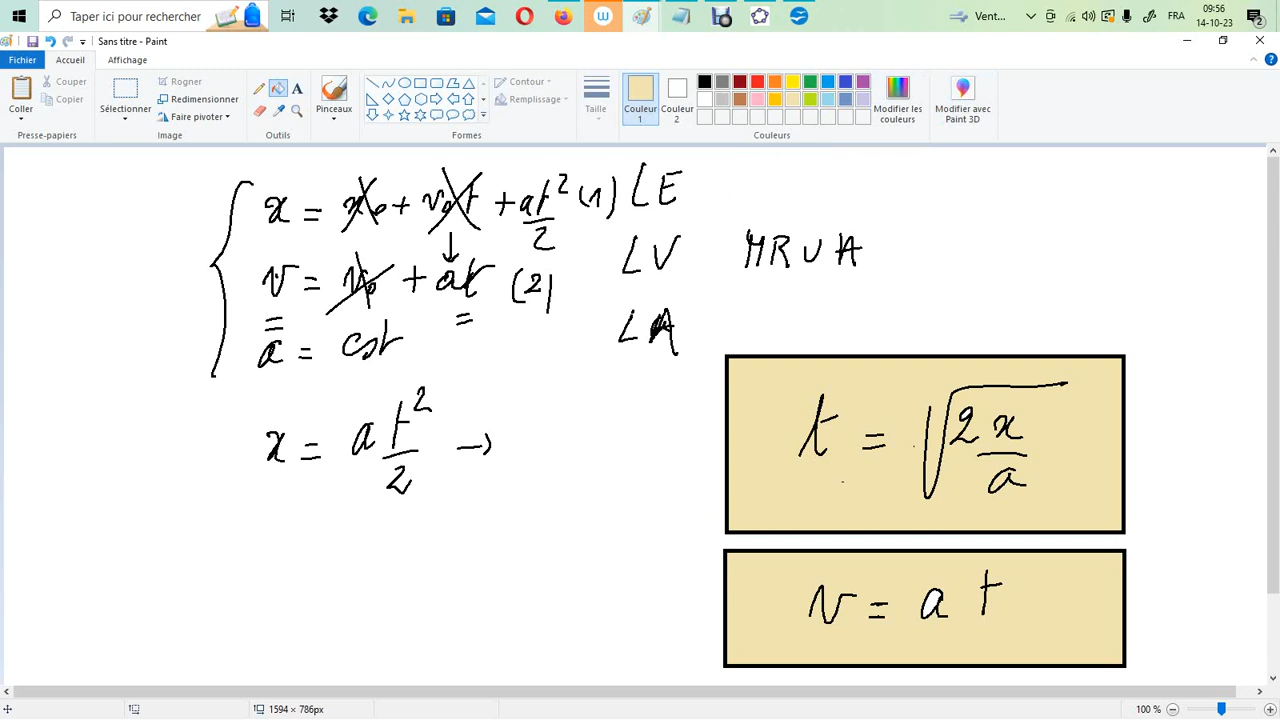 Taper ici pour rechercher
Vent...
FRA
09:56
14-10-23
2
Sans titre - Paint
Fichier
Accueil
Affichage
Coller
Couper
Copier
Presse-papiers
Sélectionner
Rogner
Redimensionner
Faire pivoter
Image
A
Outils
Pinceaux
Contour
Remplissage
Formes
Taille
Couleur 1
Couleur 2
Modifier les couleurs
Couleurs
Modifier avec Paint 3D
x = x₀ + v₀t + at²/2 (1) LE
v = v₀ + at (2) LV MRUA
a = cst LA
x = a t²/2 →
t = √(2x/a)
v = a t
1594 × 786px
100 %